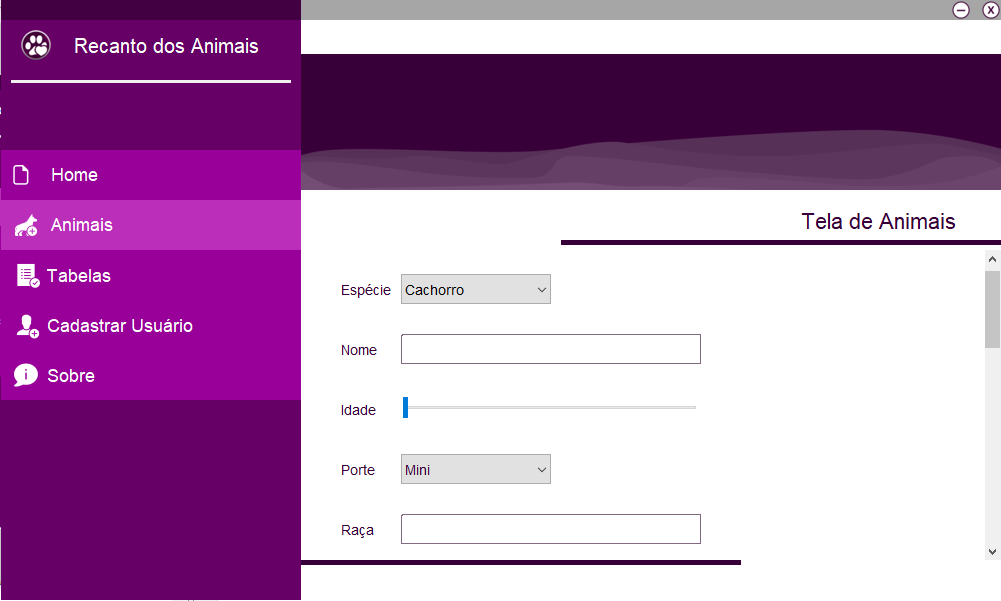 Recanto dos Animais
Home
Animais
Tabelas
Cadastrar Usuário
Sobre
Tela de Animais
Espécie Cachorro
Nome
Idade
Porte Mini
Raça